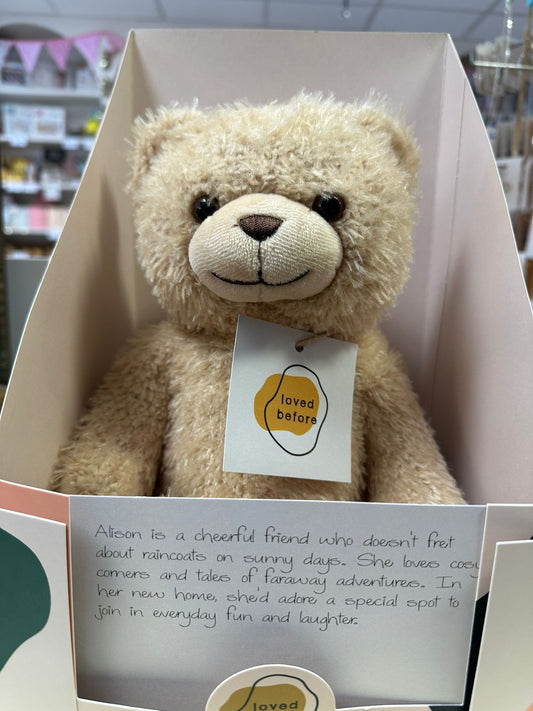 loved
before
Alison is a cheerful friend who doesn't fret
about raincoats on sunny days. She loves cosy
corners and tales of faraway adventures. In
her new home, she'd adore a special spot to
join in everyday fun and laughter.
loved